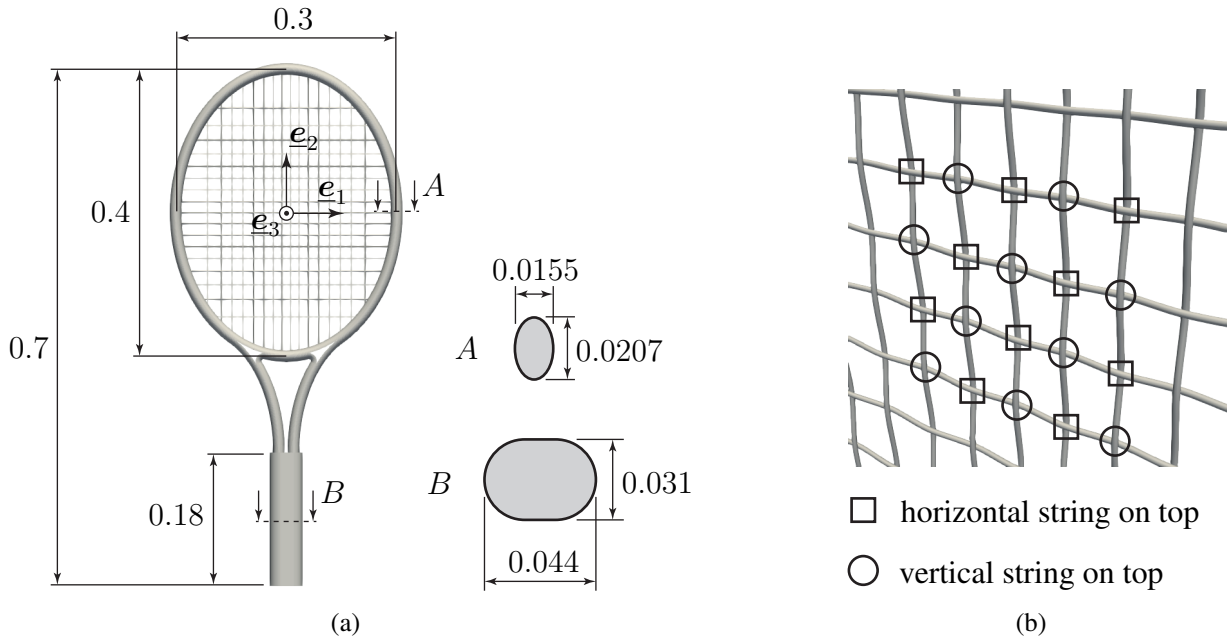 0.3
e₂
e₁
A
e₃
0.4
0.7
0.0155
A
0.0207
B
0.031
0.18
B
0.044
horizontal string on top
vertical string on top
(a)
(b)